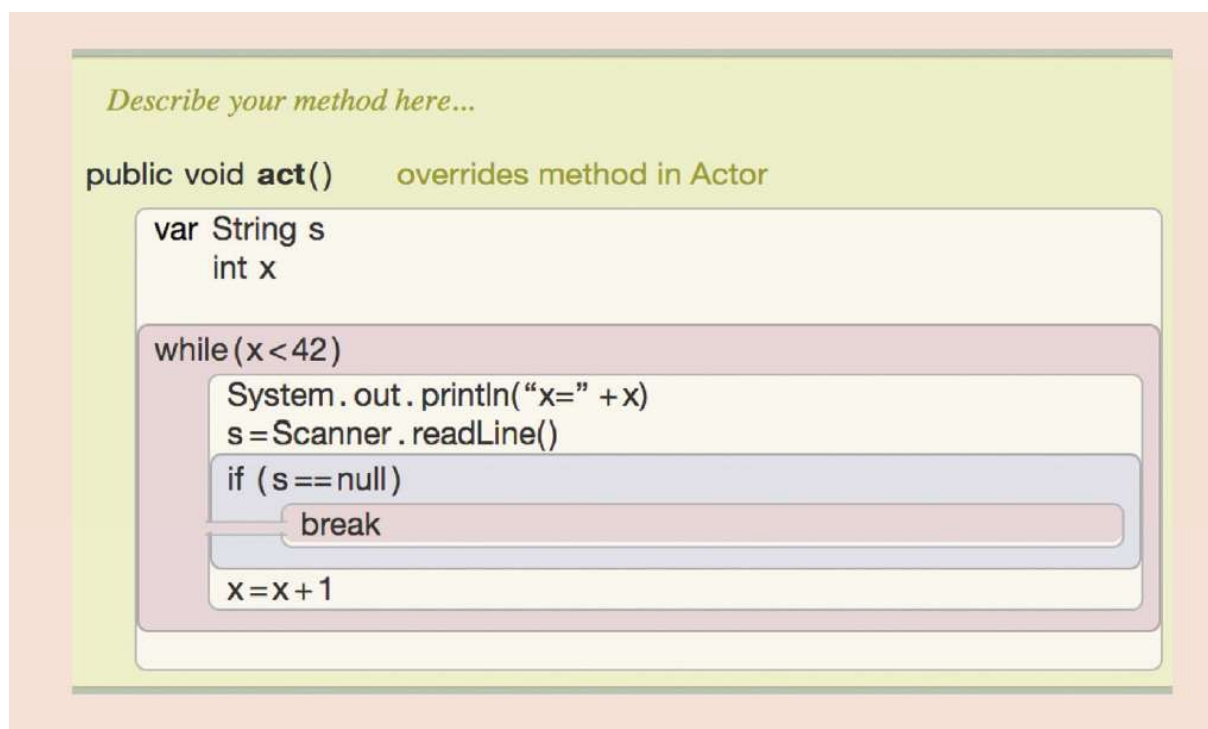 Describe your method here...
public void act() overrides method in Actor
var String s
int x
while(x<42)
System.out.println(“x=” +x)
s=Scanner.readLine()
if (s==null)
break
x=x+1